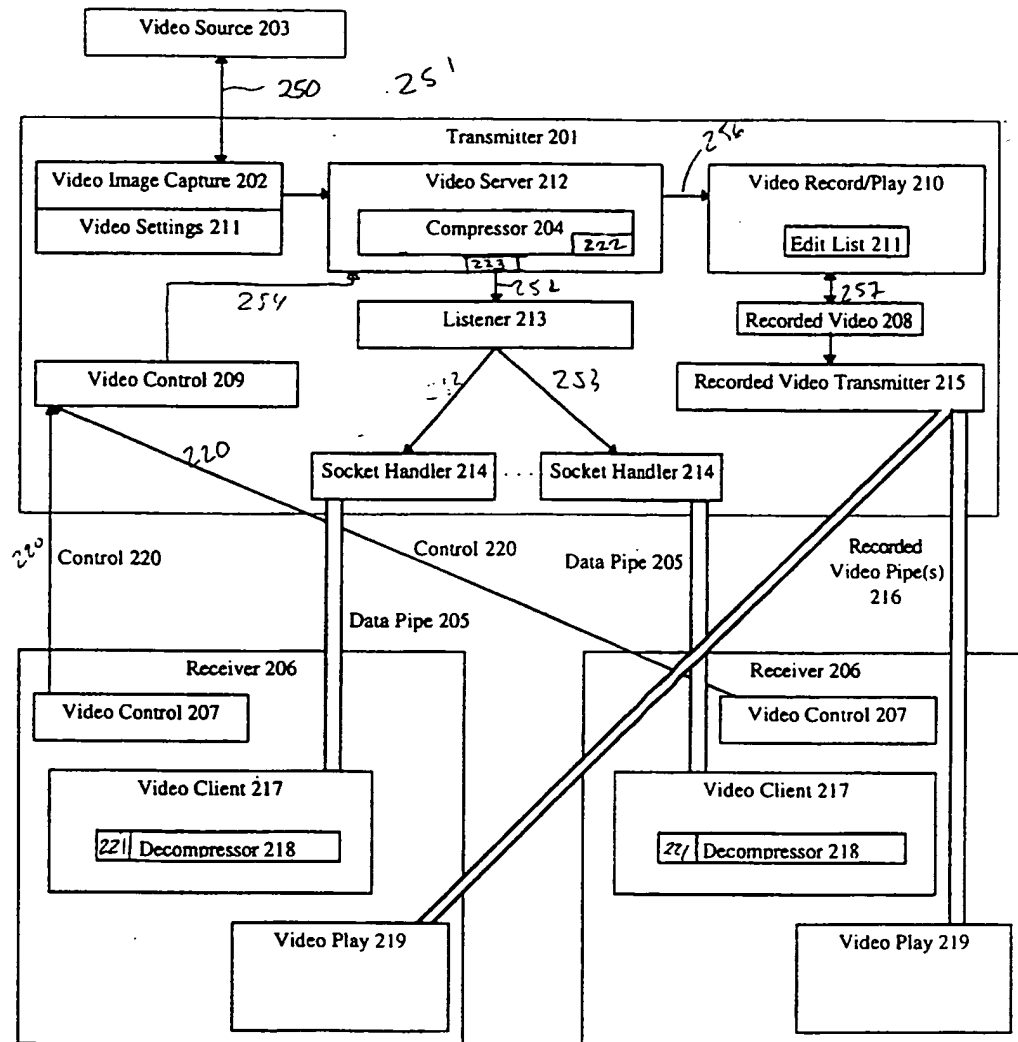 Video Source 203
250
251
Transmitter 201
256
Video Image Capture 202
Video Settings 211
Video Server 212
Compressor 204
222
223
Video Record/Play 210
Edit List 211
254
252
257
Listener 213
Recorded Video 208
Video Control 209
253
Recorded Video Transmitter 215
220
Socket Handler 214 ... Socket Handler 214
220
Control 220
Control 220
Data Pipe 205
Recorded
Video Pipe(s)
216
Data Pipe 205
Receiver 206
Receiver 206
Video Control 207
Video Control 207
Video Client 217
221 Decompressor 218
Video Client 217
221 Decompressor 218
Video Play 219
Video Play 219